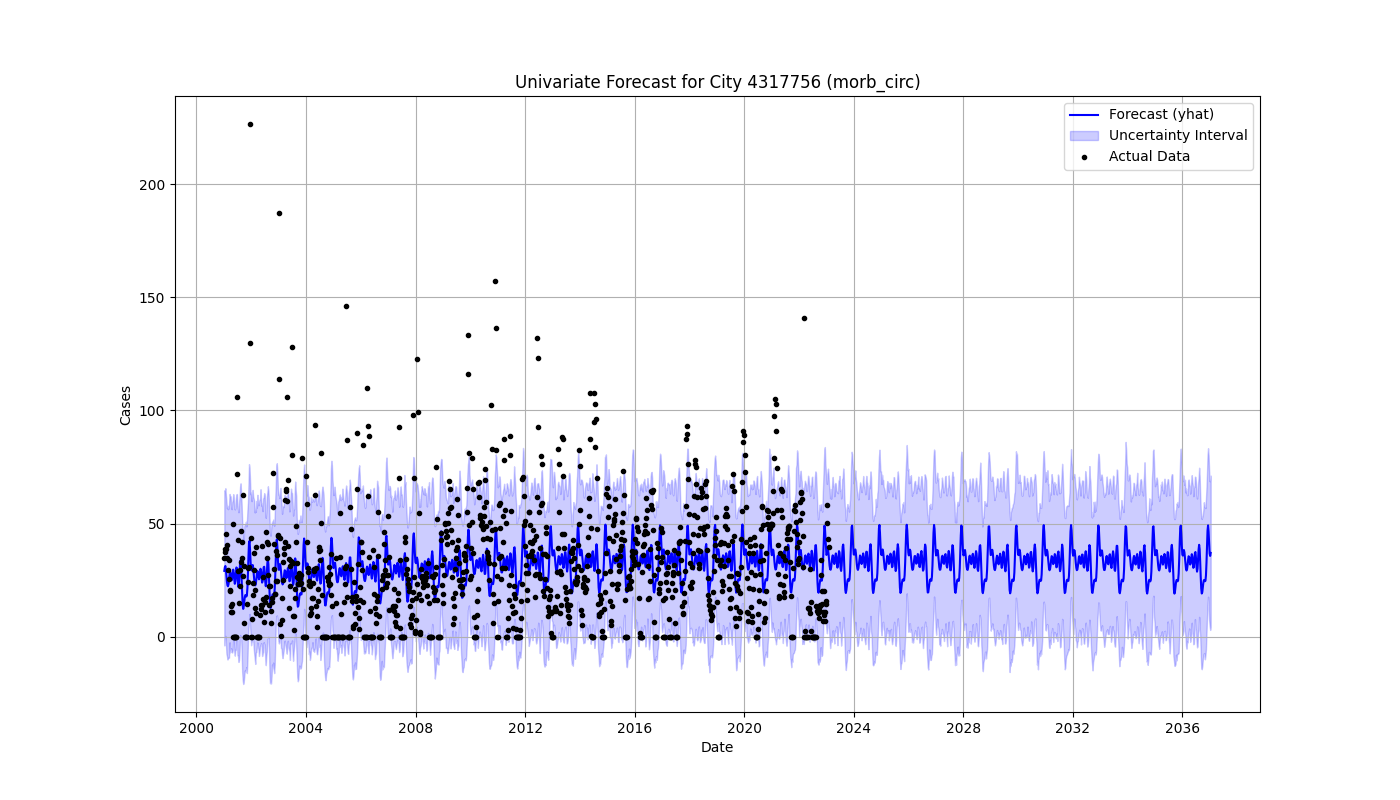 Univariate Forecast for City 4317756 (morb_circ)
Forecast (yhat)
Uncertainty Interval
Actual Data
Cases
200
150
100
50
0
2000 2004 2008 2012 2016 2020 2024 2028 2032 2036
Date